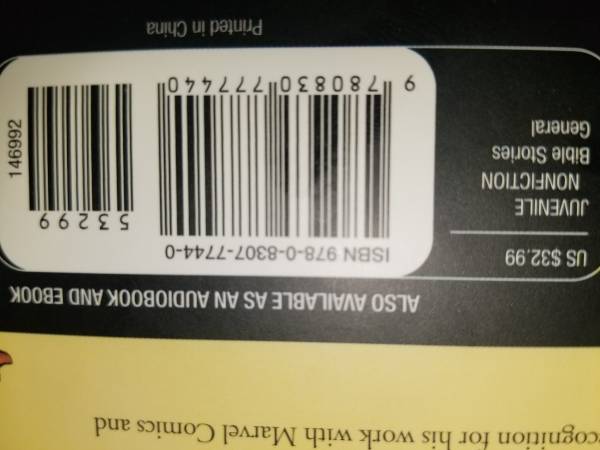 cognition for his work with Marvel Comics and
ALSO AVAILABLE AS AN AUDIOBOOK AND EBOOK
US $32.99
JUVENILE
NONFICTION
Bible Stories
General
ISBN 978-0-8307-7744-0
9 780830 777440
53299
146992
Printed in China